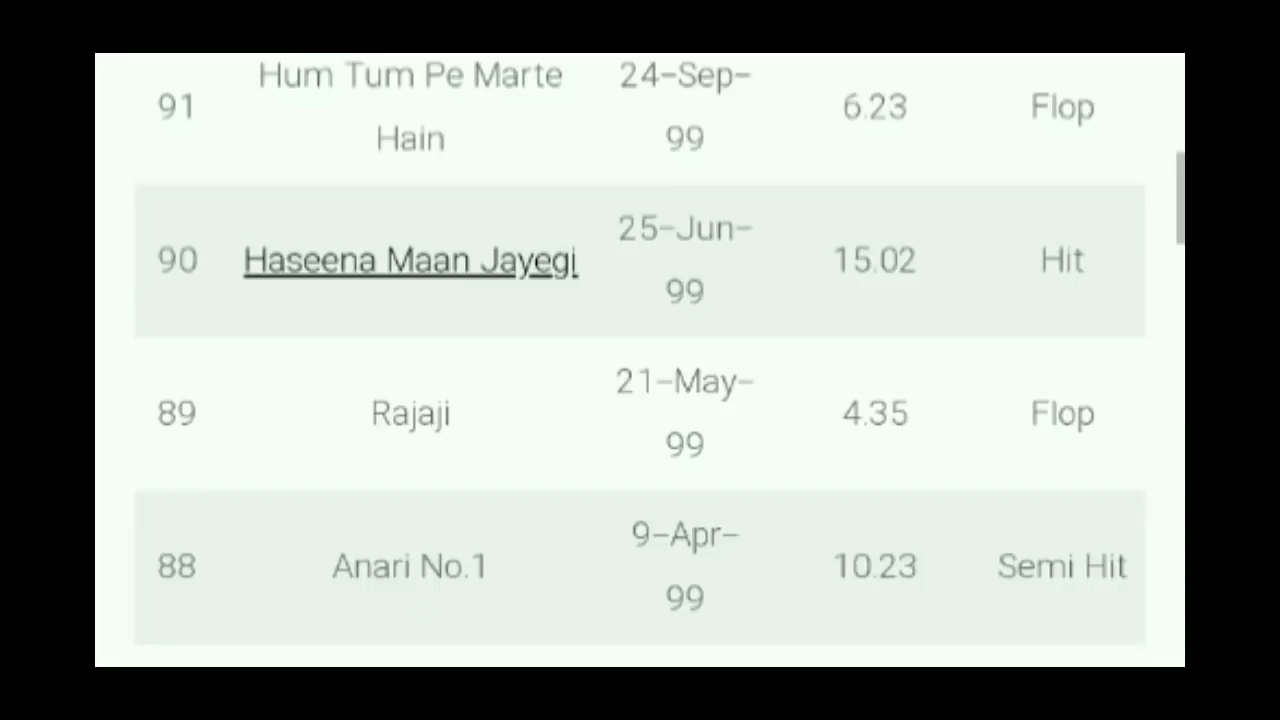 91 Hum Tum Pe Marte Hain 24-Sep-99 6.23 Flop
90 Haseena Maan Jayegi 25-Jun-99 15.02 Hit
89 Rajaji 21-May-99 4.35 Flop
88 Anari No.1 9-Apr-99 10.23 Semi Hit